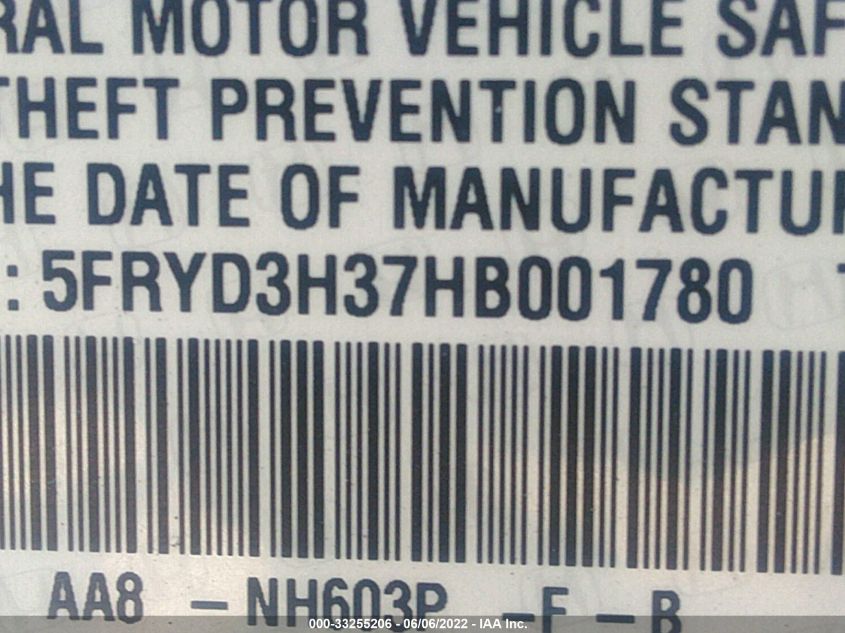 RAL MOTOR VEHICLE SAF
THEFT PREVENTION STAN
HE DATE OF MANUFACTUR
: 5FRYD3H37HB001780
AA8 - NH603P - F - B
000-33255206 - 06/06/2022 - IAA Inc.